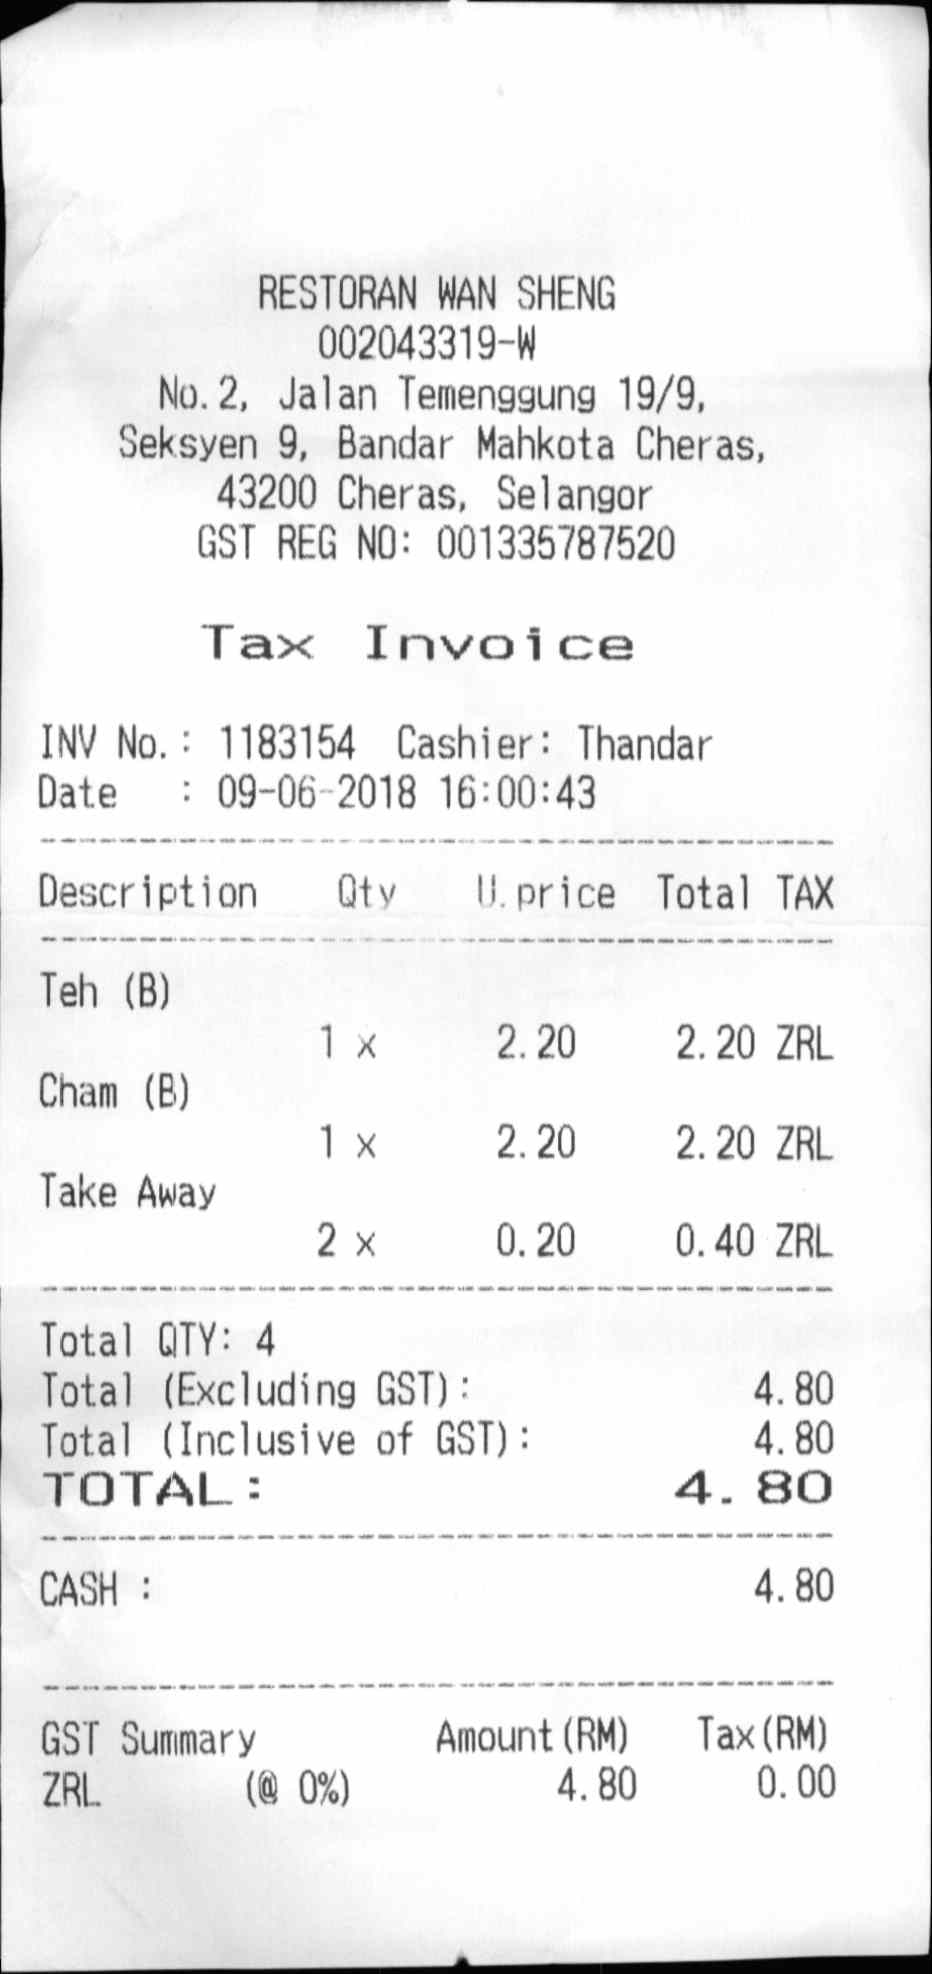 RESTORAN WAN SHENG
002043319-W
No.2, Jalan Temenggung 19/9,
Seksyen 9, Bandar Mahkota Cheras,
43200 Cheras, Selangor
GST REG NO: 001335787520
Tax Invoice
INV No.: 1183154 Cashier: Thandar
Date : 09-06-2018 16:00:43
Description Qty U.price Total TAX
Teh (B)
1 x 2.20 2.20 ZRL
Cham (B)
1 x 2.20 2.20 ZRL
Take Away
2 x 0.20 0.40 ZRL
Total QTY: 4
Total (Excluding GST): 4.80
Total (Inclusive of GST): 4.80
TOTAL: 4.80
CASH : 4.80
GST Summary Amount(RM) Tax(RM)
ZRL (@ 0%) 4.80 0.00